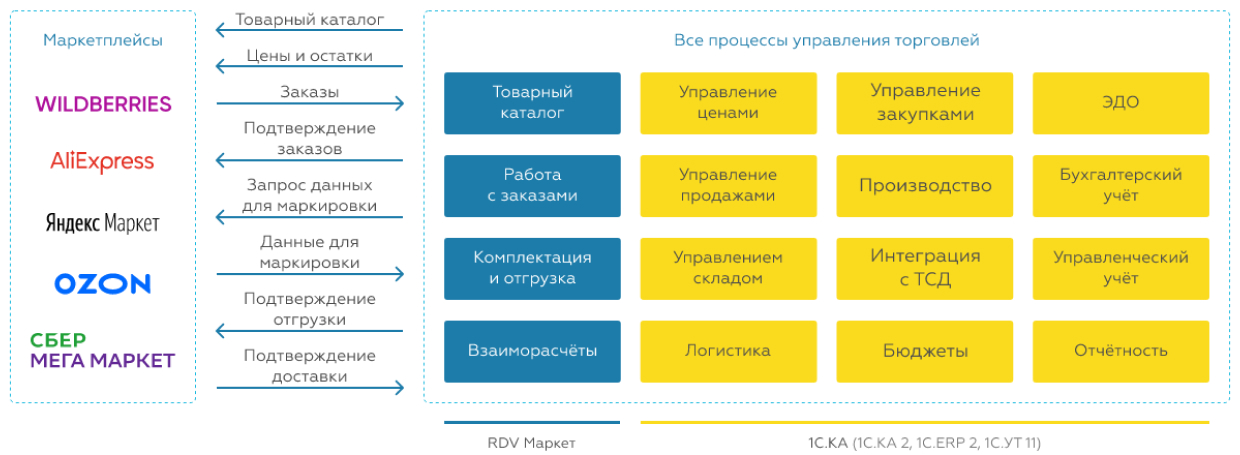 Маркетплейсы
WILDBERRIES
AliExpress
Яндекс Маркет
OZON
СБЕР
МЕГА МАРКЕТ
Товарный каталог
Цены и остатки
Заказы
Подтверждение
заказов
Запрос данных
для маркировки
Данные для
маркировки
Подтверждение
отгрузки
Подтверждение
доставки
Все процессы управления торговлей
Товарный
каталог
Управление
ценами
Управление
закупками
ЭДО
Работа
с заказами
Управление
продажами
Производство
Бухгалтерский
учёт
Комплектация
и отгрузка
Управлением
складом
Интеграция
с ТСД
Управленческий
учёт
Взаиморасчёты
Логистика
Бюджеты
Отчётность
RDV Маркет
1С.КА (1С.КА 2, 1С.ERP 2, 1С.УТ 11)